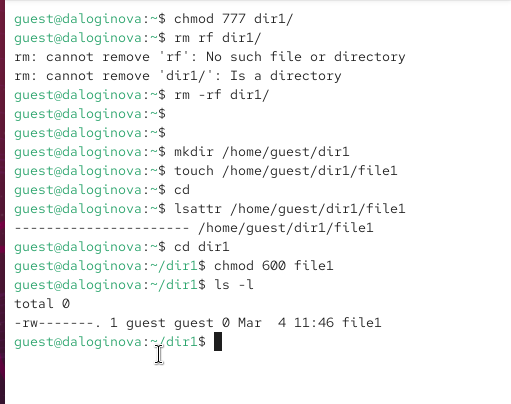 guest@daloginova:~$ chmod 777 dir1/
guest@daloginova:~$ rm rf dir1/
rm: cannot remove 'rf': No such file or directory
rm: cannot remove 'dir1/': Is a directory
guest@daloginova:~$ rm -rf dir1/
guest@daloginova:~$
guest@daloginova:~$
guest@daloginova:~$ mkdir /home/guest/dir1
guest@daloginova:~$ touch /home/guest/dir1/file1
guest@daloginova:~$ cd
guest@daloginova:~$ lsattr /home/guest/dir1/file1
---------------------- /home/guest/dir1/file1
guest@daloginova:~$ cd dir1
guest@daloginova:~/dir1$ chmod 600 file1
guest@daloginova:~/dir1$ ls -l
total 0
-rw-------. 1 guest guest 0 Mar  4 11:46 file1
guest@daloginova:~/dir1$